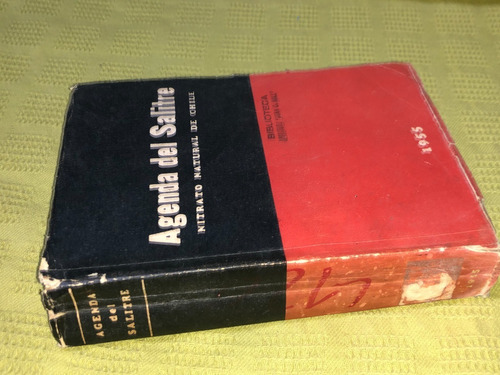 Agenda del Salitre
NITRATO NATURAL DE CHILE
BIBLIOTECA
1955
AGENDA
del
SALITRE